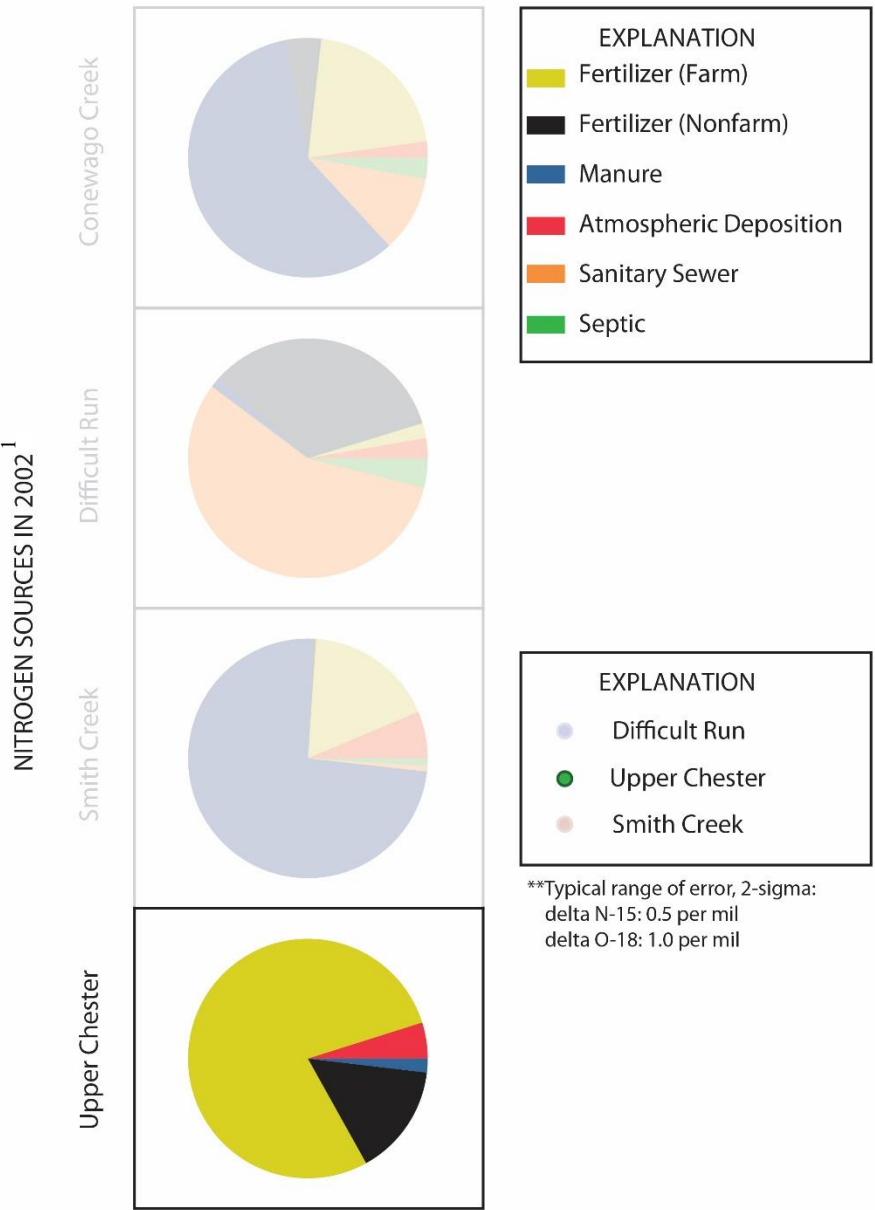 NITROGEN SOURCES IN 2002 1
Conewago Creek
Difficult Run
Smith Creek
Upper Chester
EXPLANATION
Fertilizer (Farm)
Fertilizer (Nonfarm)
Manure
Atmospheric Deposition
Sanitary Sewer
Septic
EXPLANATION
Difficult Run
Upper Chester
Smith Creek
**Typical range of error, 2-sigma:
delta N-15: 0.5 per mil
delta O-18: 1.0 per mil